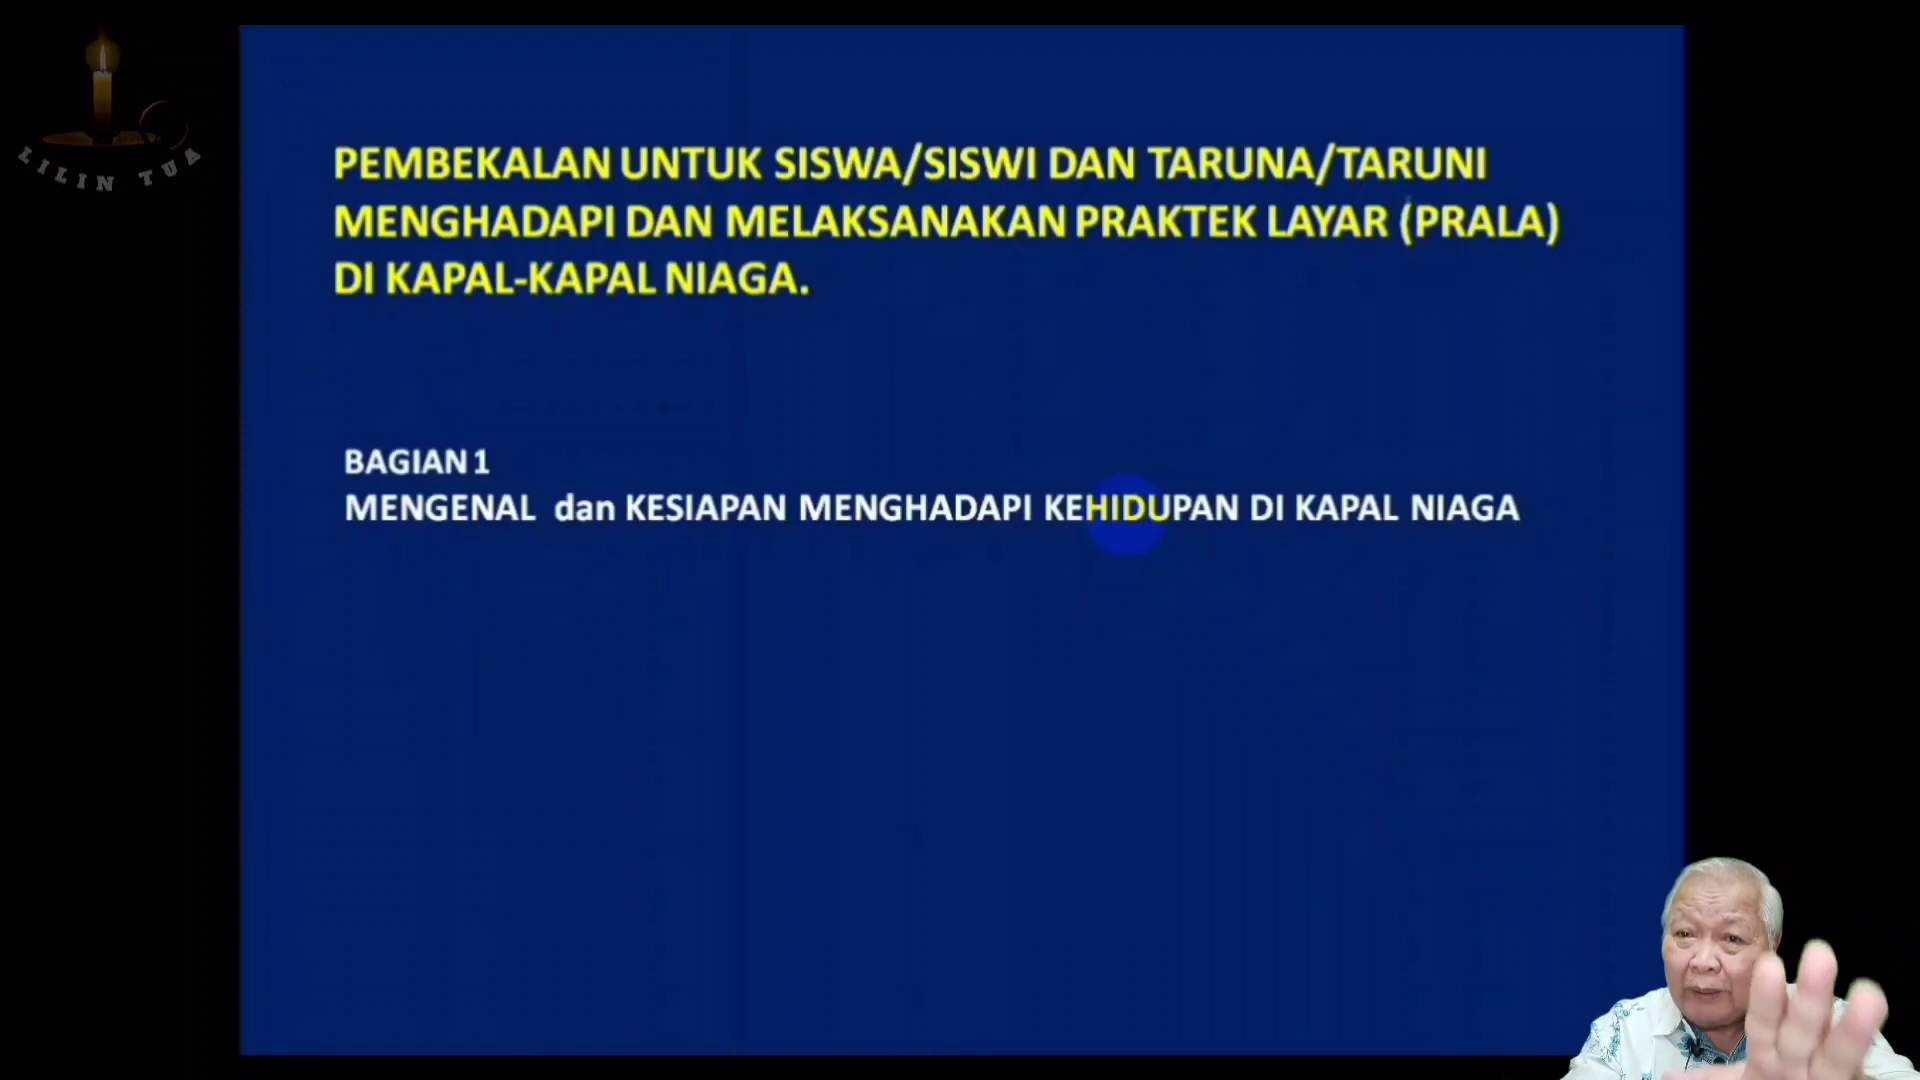 LILIN TUA
PEMBEKALAN UNTUK SISWA/SISWI DAN TARUNA/TARUNI
MENGHADAPI DAN MELAKSANAKAN PRAKTEK LAYAR (PRALA)
DI KAPAL-KAPAL NIAGA.
BAGIAN 1
MENGENAL dan KESIAPAN MENGHADAPI KEHIDUPAN DI KAPAL NIAGA